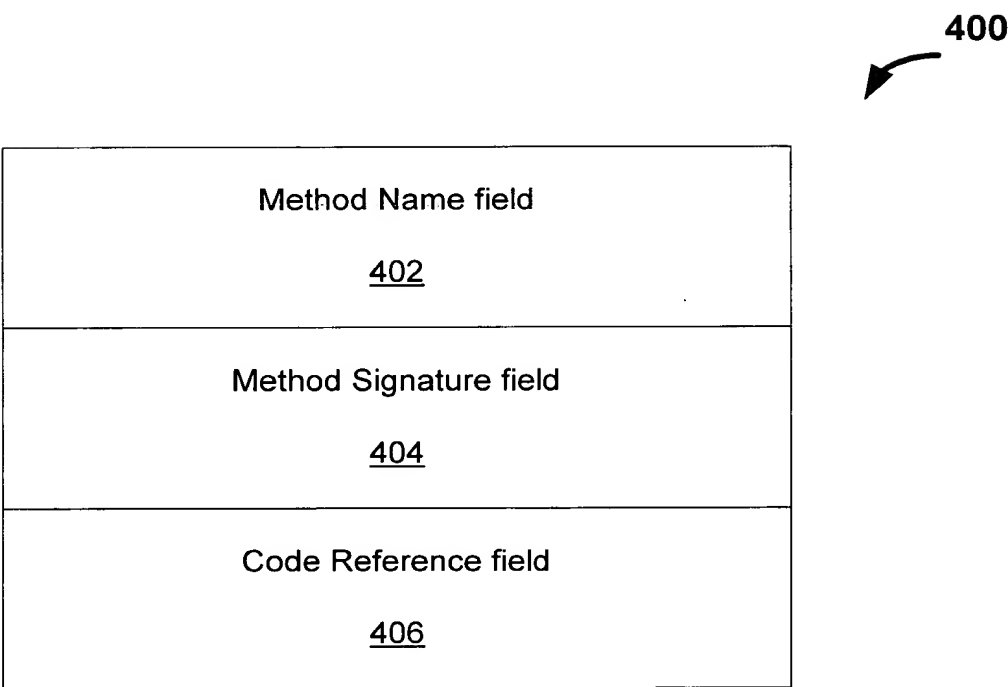 400
Method Name field
402
Method Signature field
404
Code Reference field
406